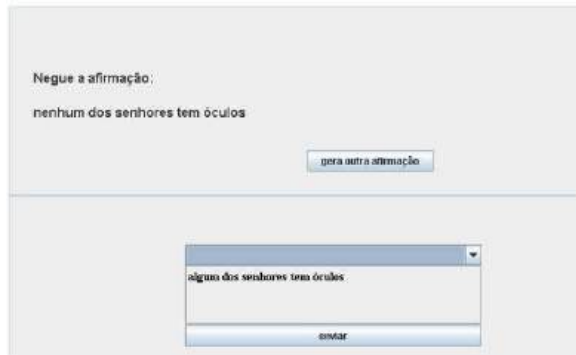 Negue a afirmação:
nenhum dos senhores tem óculos
gera outra afirmação
algum dos senhores tem óculos
enviar